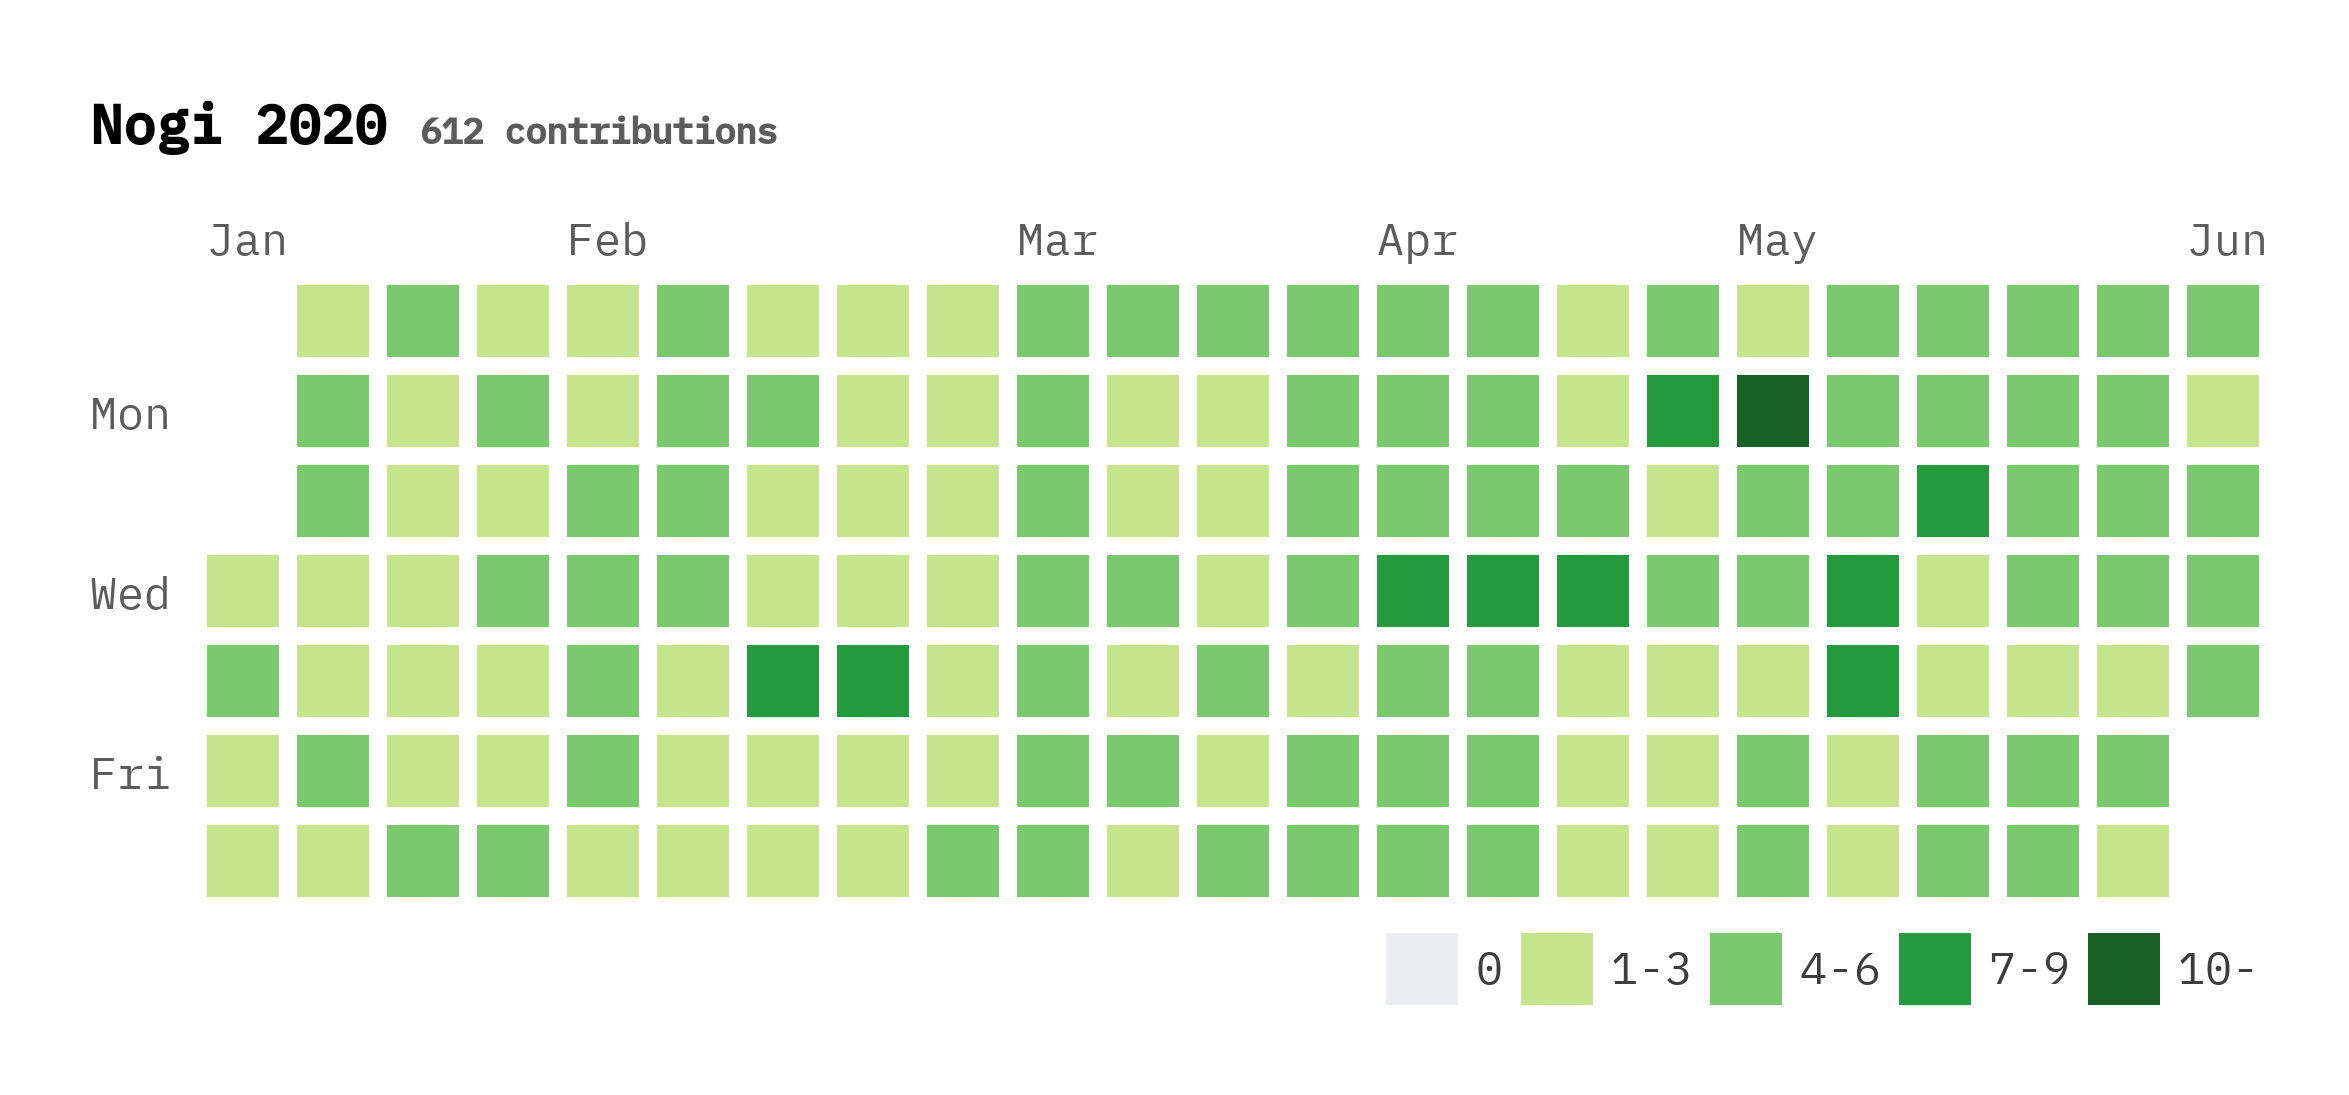 Nogi 2020 612 contributions
Jan Feb Mar Apr May Jun
Mon
Wed
Fri
0 1-3 4-6 7-9 10-